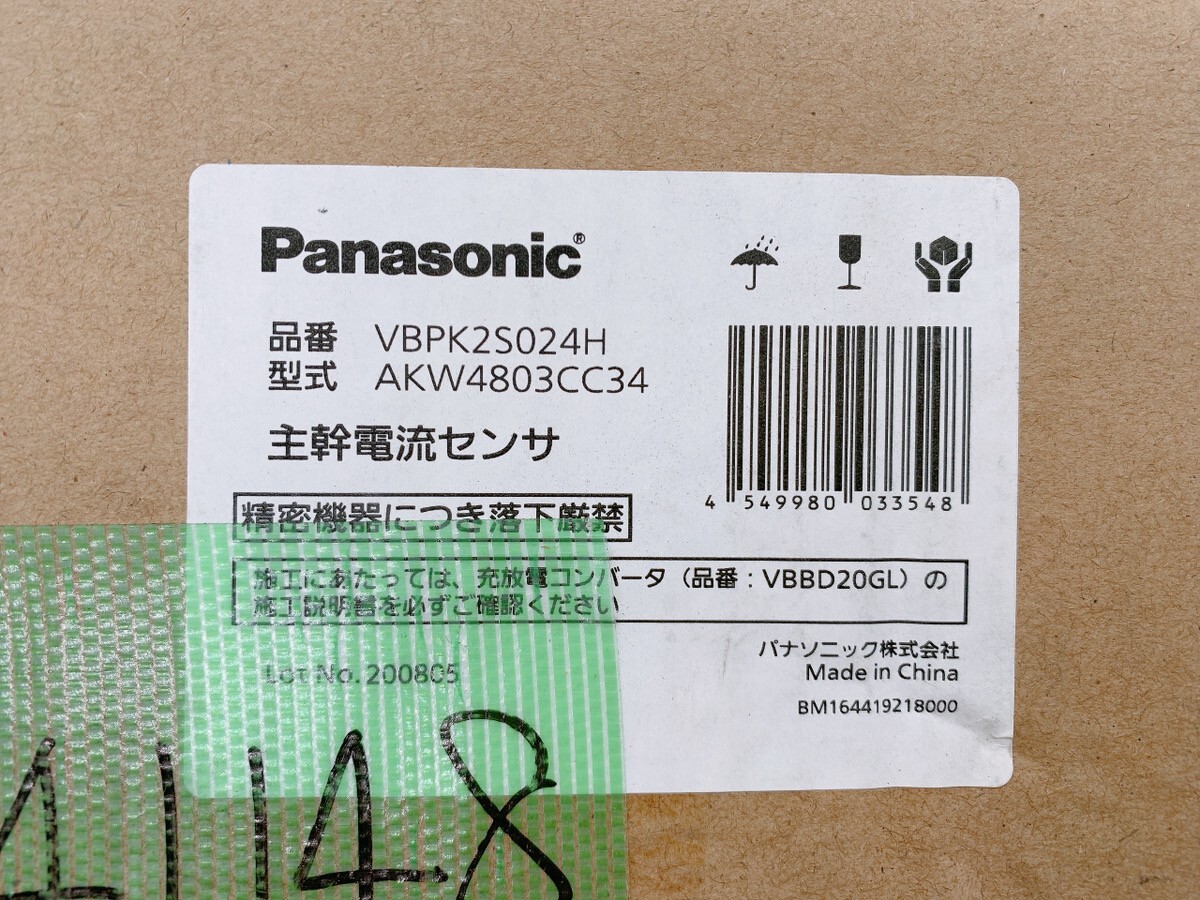 Panasonic®
品番 VBPK2S024H
型式 AKW4803CC34
主幹電流センサ
4 549980 033548
精密機器につき落下厳禁
施工にあたっては、充放電コンバータ（品番：VBBD20GL）の
施工説明書を必ずご確認ください
Lot No. 200805
パナソニック株式会社
Made in China
BM164419218000
41148